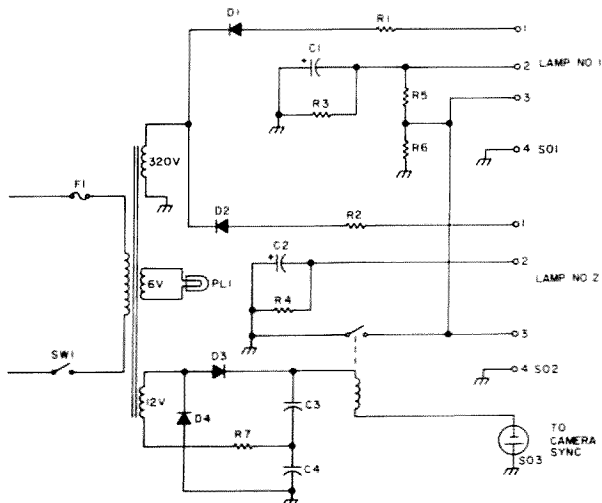 D1
R1
1
C1
+
2
LAMP NO. 1
R3
R5
3
R6
320V
4 SO1
F1
D2
R2
1
C2
+
2
6V
PL1
LAMP NO. 2
R4
3
SW1
D3
4 SO2
12V
D4
C3
R7
TO
CAMERA
SYNC
C4
SO3